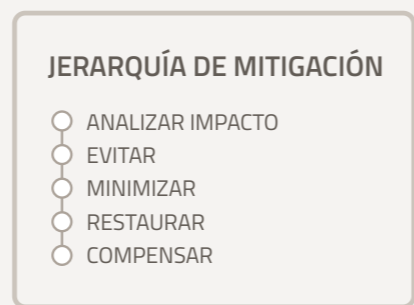 JERARQUÍA DE MITIGACIÓN
ANALIZAR IMPACTO
EVITAR
MINIMIZAR
RESTAURAR
COMPENSAR